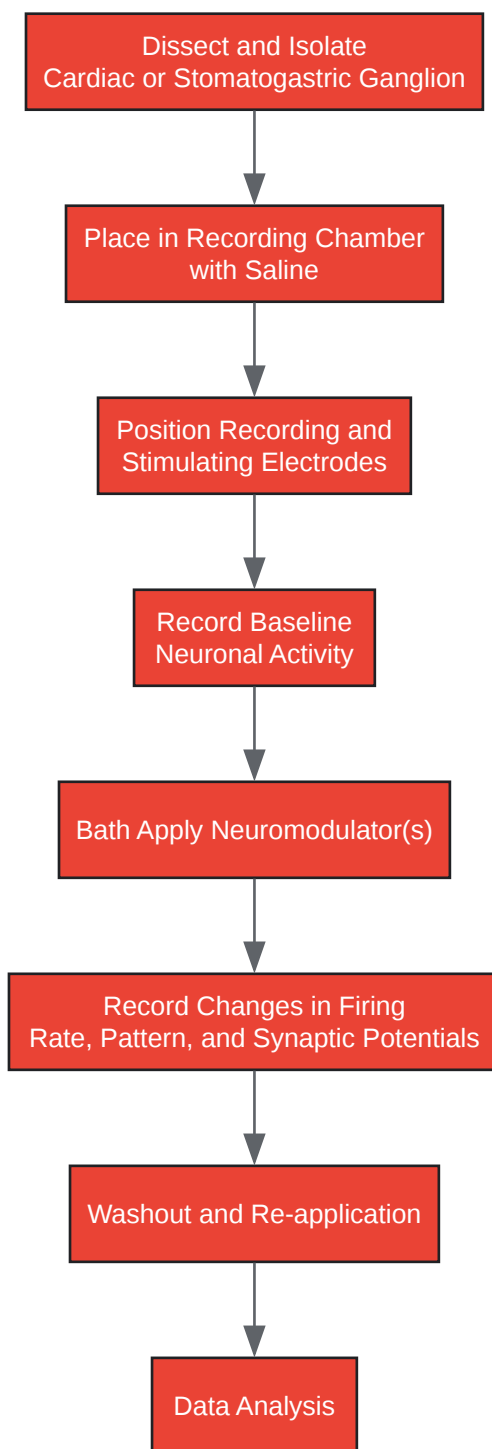 Dissect and Isolate
Cardiac or Stomatogastric Ganglion
Place in Recording Chamber
with Saline
Position Recording and
Stimulating Electrodes
Record Baseline
Neuronal Activity
Bath Apply Neuromodulator(s)
Record Changes in Firing
Rate, Pattern, and Synaptic Potentials
Washout and Re-application
Data Analysis